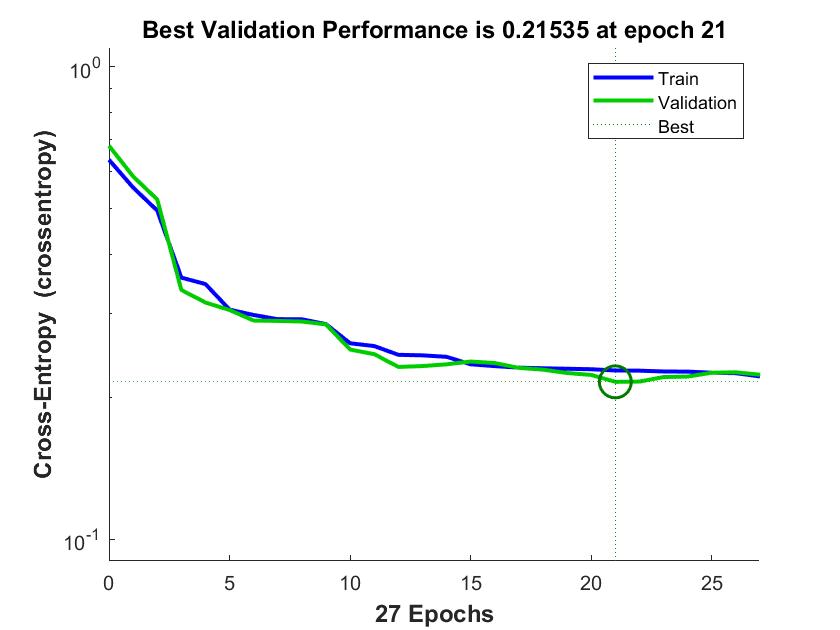 Best Validation Performance is 0.21535 at epoch 21
10^0
Train
Validation
Best
Cross-Entropy (crossentropy)
10^-1
0 5 10 15 20 25
27 Epochs